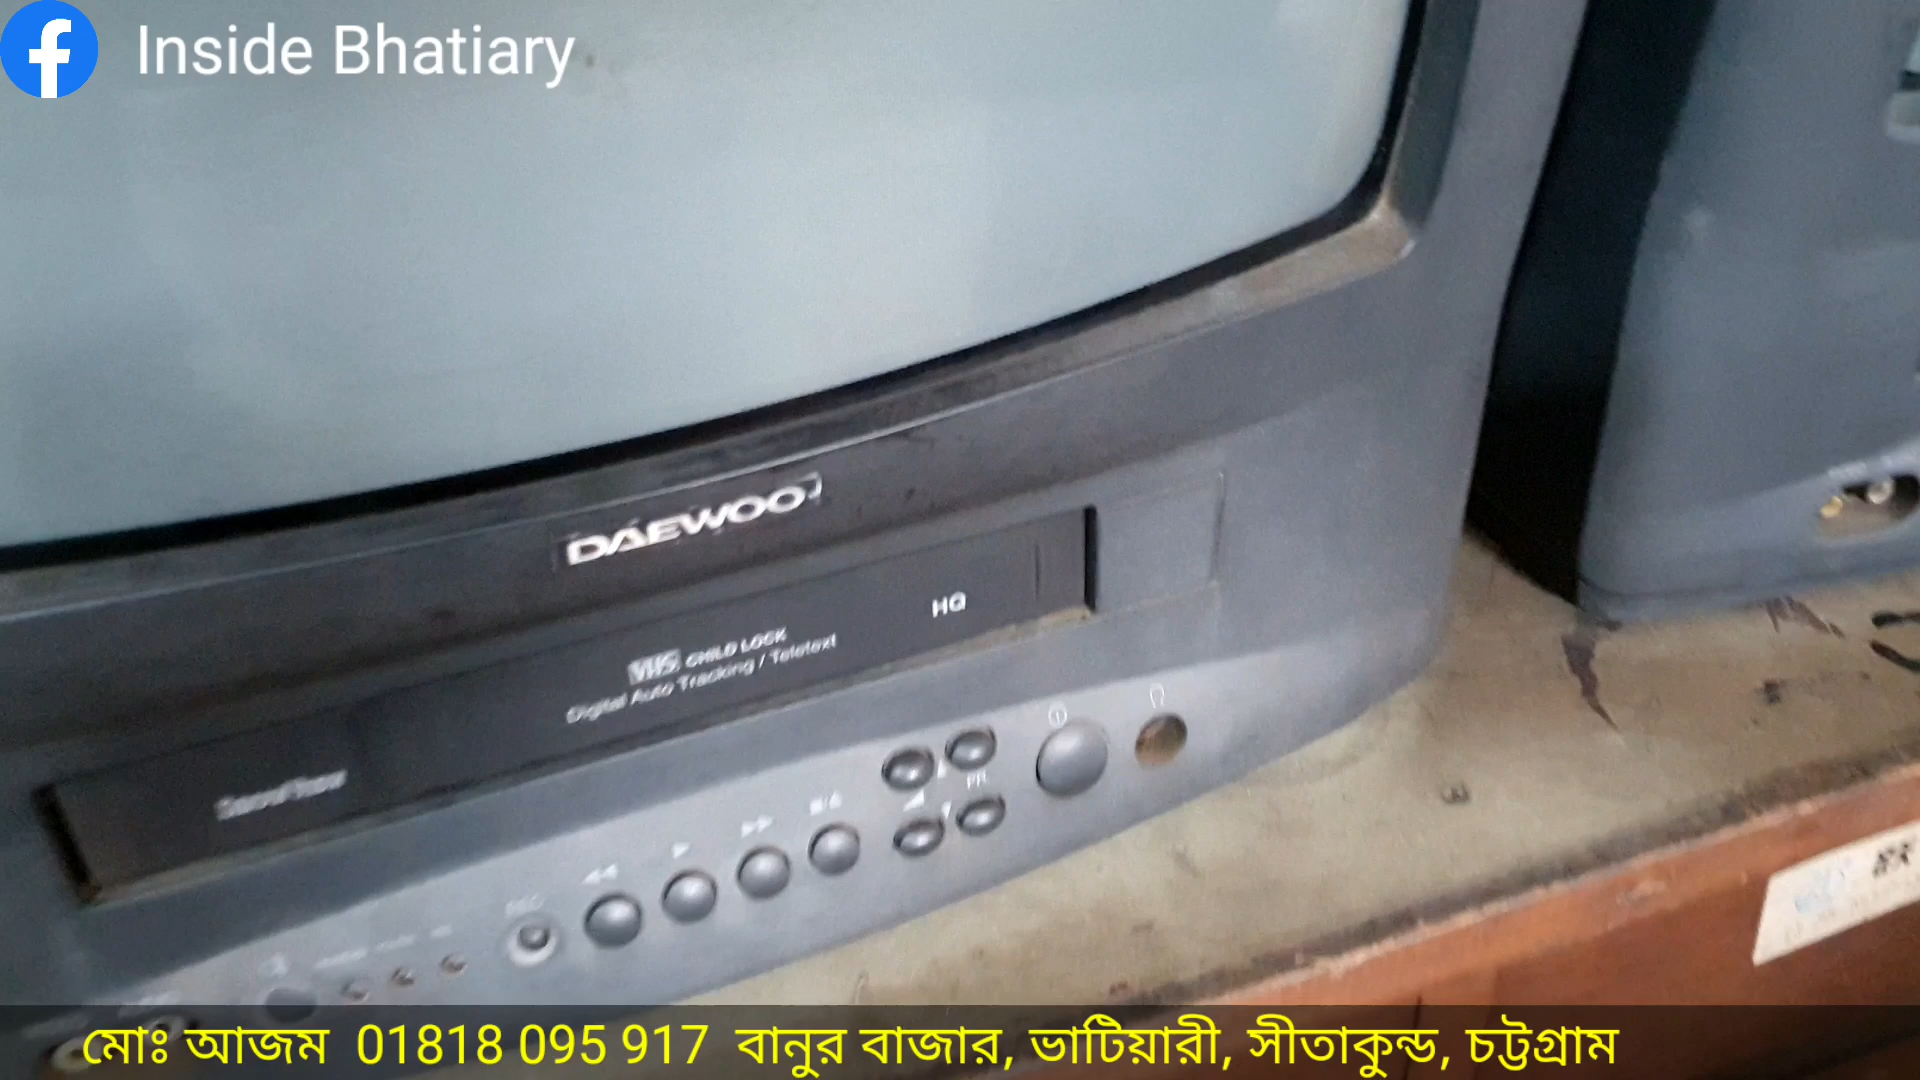 Inside Bhatiary
DAEWOO
HQ
VHS CHILD LOCK
Digital Auto Tracking / Teletext
PR
মোঃ আজম 01818 095 917 বানুর বাজার, ভাটিয়ারী, সীতাকুন্ড, চট্টগ্রাম